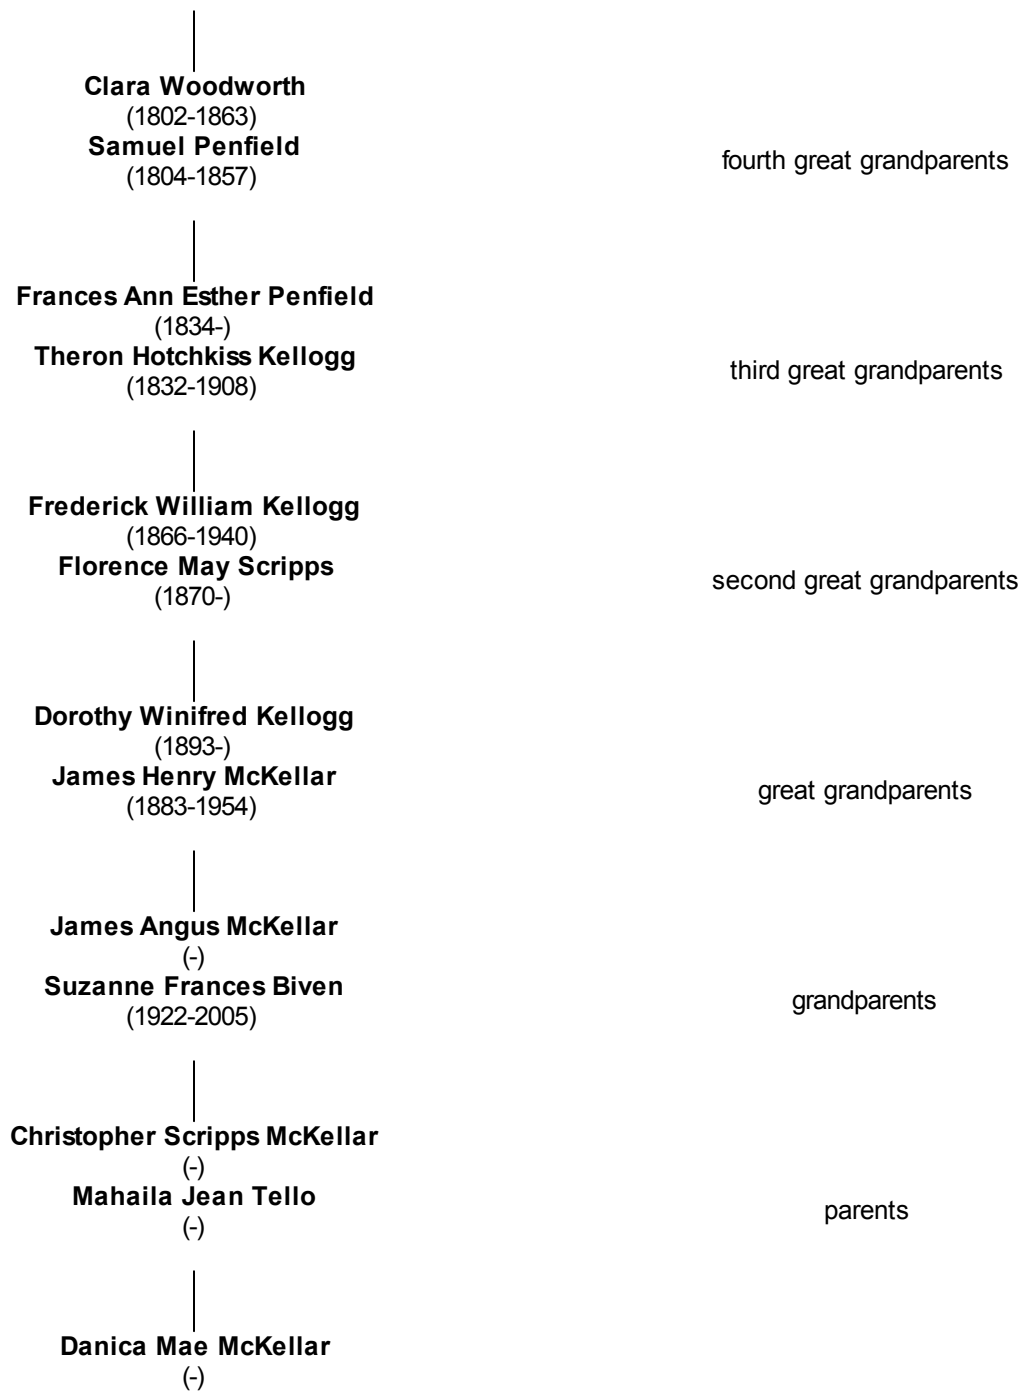 Clara Woodworth
(1802-1863)
Samuel Penfield
(1804-1857)
fourth great grandparents
Frances Ann Esther Penfield
(1834-)
Theron Hotchkiss Kellogg
(1832-1908)
third great grandparents
Frederick William Kellogg
(1866-1940)
Florence May Scripps
(1870-)
second great grandparents
Dorothy Winifred Kellogg
(1893-)
James Henry McKellar
(1883-1954)
great grandparents
James Angus McKellar
(-)
Suzanne Frances Biven
(1922-2005)
grandparents
Christopher Scripps McKellar
(-)
Mahaila Jean Tello
(-)
parents
Danica Mae McKellar
(-)